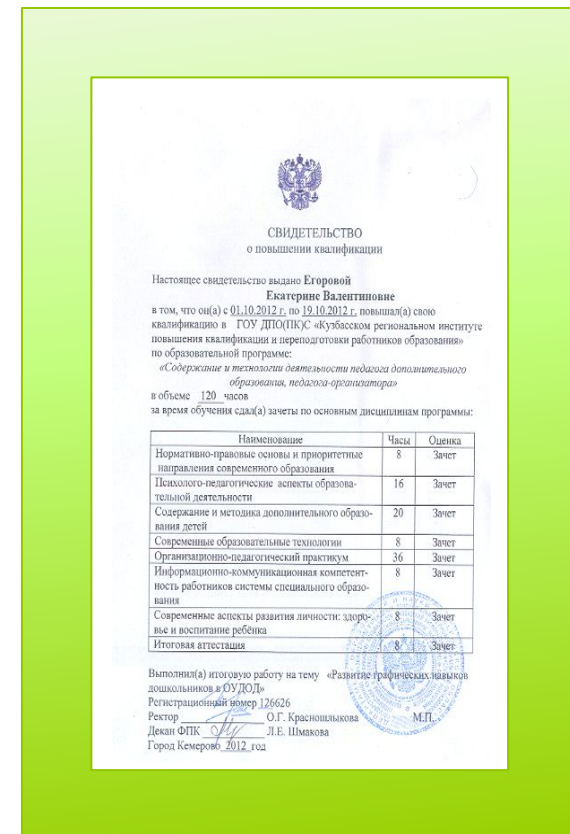 СВИДЕТЕЛЬСТВО
о повышении квалификации
Настоящее свидетельство выдано Егоровой
Екатерине Валентиновне
в том, что он(а) с 01.10.2012 г. по 19.10.2012 г. повышал(а) свою
квалификацию в ГОУ ДПО(ПК)С «Кузбасском региональном институте
повышения квалификации и переподготовки работников образования»
по образовательной программе:
«Содержание и технологии деятельности педагога дополнительного
образования, педагога-организатора»
в объеме 120 часов
за время обучения сдал(а) зачеты по основным дисциплинам программы:
Наименование Часы Оценка
Нормативно-правовые основы и приоритетные 8 Зачет
направления современного образования
Психолого-педагогические аспекты образова- 16 Зачет
тельной деятельности
Содержание и методика дополнительного образо- 20 Зачет
вания детей
Современные образовательные технологии 8 Зачет
Организационно-педагогический практикум 36 Зачет
Информационно-коммуникационная компетент- 8 Зачет
ность работников системы специального образо-
вания
Современные аспекты развития личности: здоро- 8 Зачет
вье и воспитание ребёнка
Итоговая аттестация 8 Зачет
Выполнил(а) итоговую работу на тему «Развитие графических навыков
дошкольников в ОУДОД»
Регистрационный номер 126626
Ректор О.Г. Красношлыкова М.П.
Декан ФПК Л.Е. Шмакова
Город Кемерово 2012 год